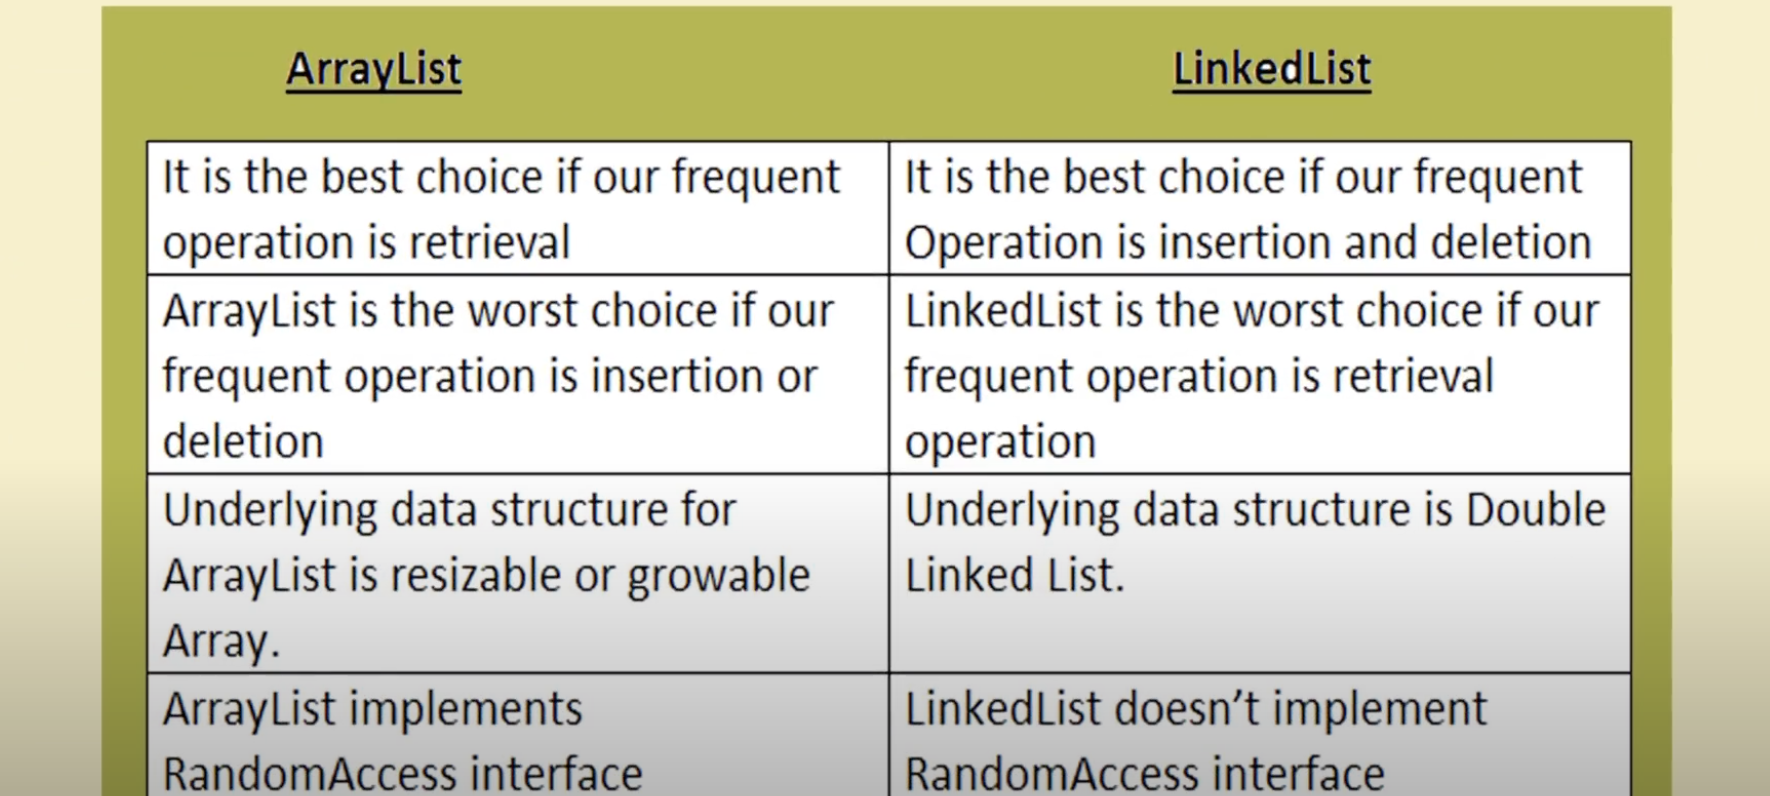 ArrayList
LinkedList
It is the best choice if our frequent
operation is retrieval
It is the best choice if our frequent
Operation is insertion and deletion
ArrayList is the worst choice if our
frequent operation is insertion or
deletion
LinkedList is the worst choice if our
frequent operation is retrieval
operation
Underlying data structure for
ArrayList is resizable or growable
Array.
Underlying data structure is Double
Linked List.
ArrayList implements
RandomAccess interface
LinkedList doesn’t implement
RandomAccess interface